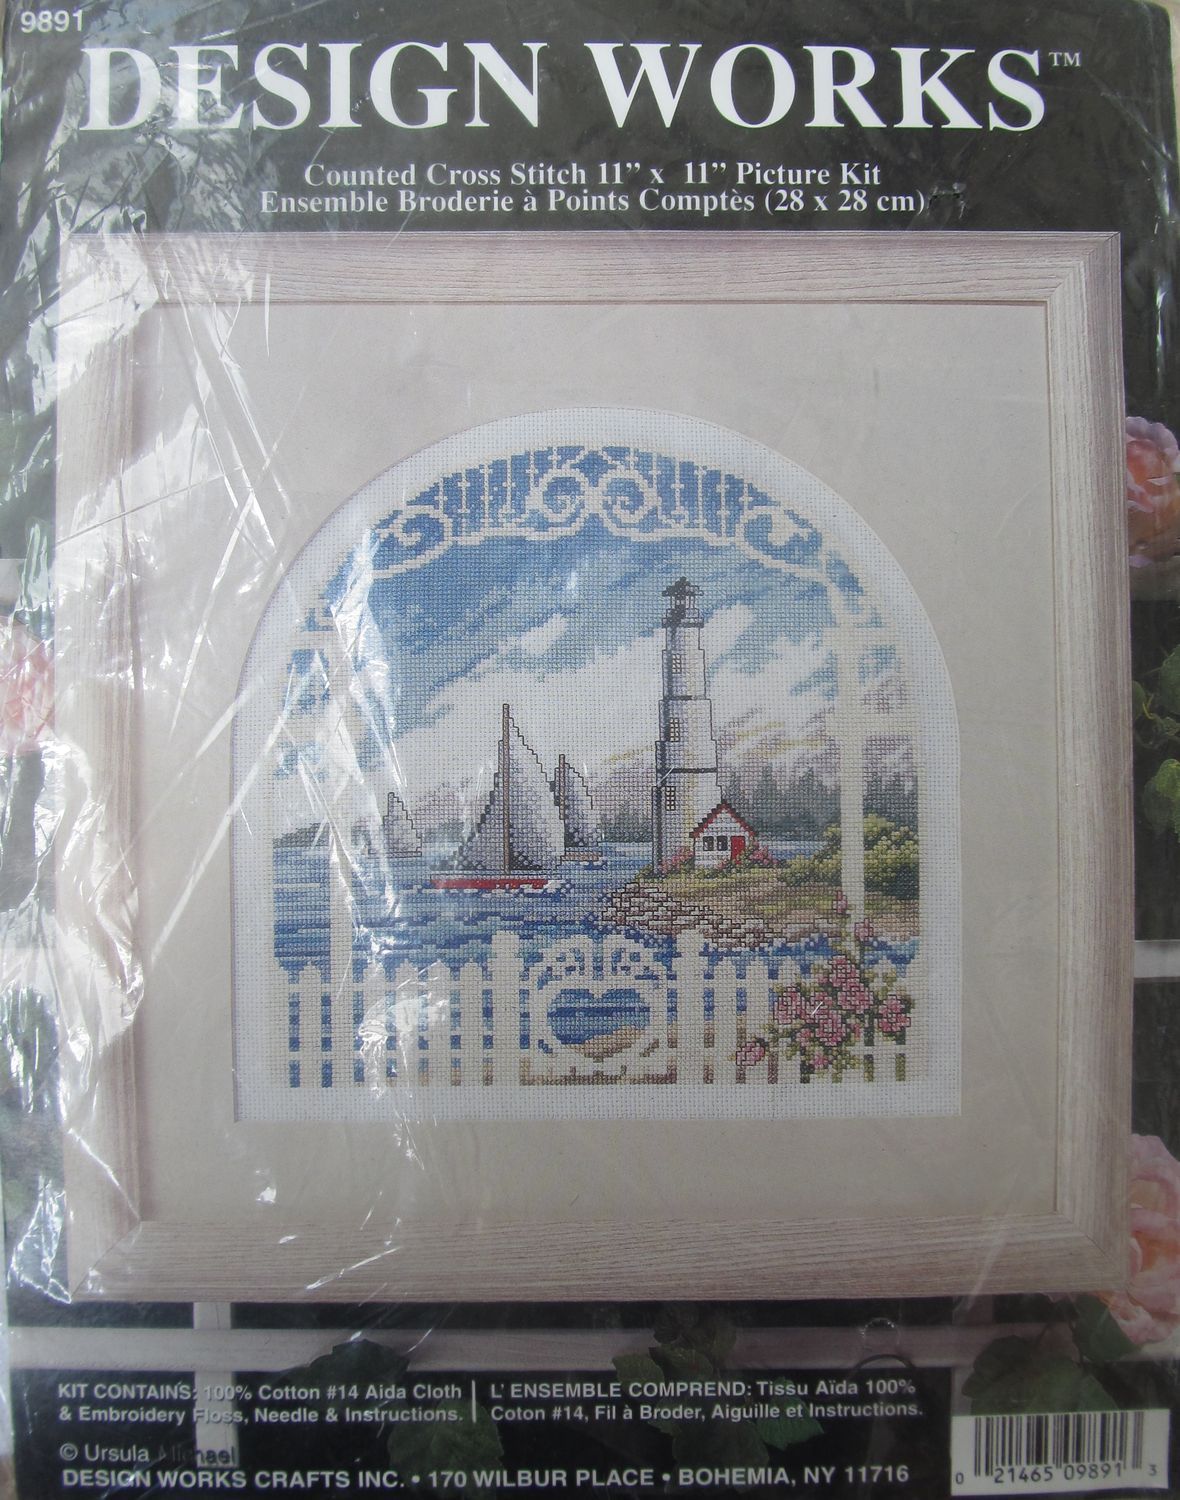 9891
DESIGN WORKS™
Counted Cross Stitch 11” x 11” Picture Kit
Ensemble Broderie à Points Comptès (28 x 28 cm)
KIT CONTAINS: 100% Cotton #14 Aida Cloth
& Embroidery Floss, Needle & Instructions.
L' ENSEMBLE COMPREND: Tissu Aïda 100%
Coton #14, Fil à Broder, Aiguille et Instructions.
© Ursula Michael
DESIGN WORKS CRAFTS INC. • 170 WILBUR PLACE • BOHEMIA, NY 11716
0 21465 09891 3